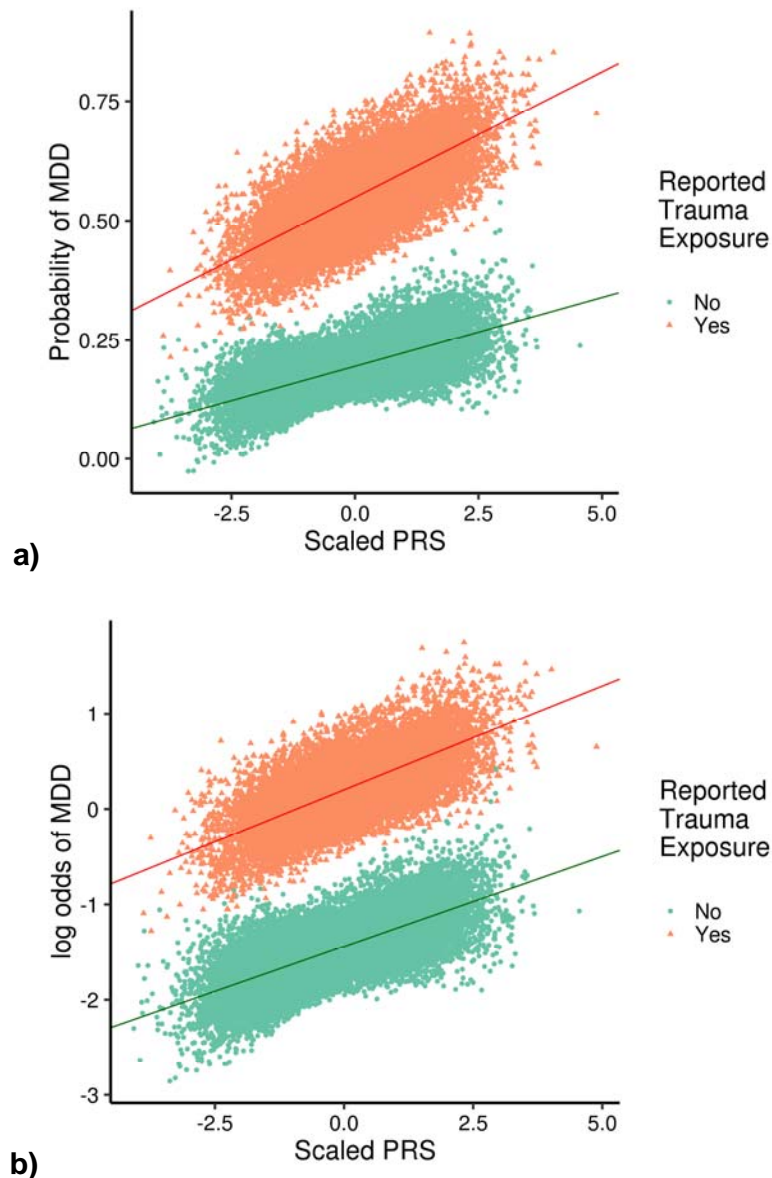 Probability of MDD
0.75
0.50
0.25
0.00
-2.5
0.0
2.5
5.0
Scaled PRS
Reported
Trauma
Exposure
No
Yes
a)
log odds of MDD
1
0
-1
-2
-3
-2.5
0.0
2.5
5.0
Scaled PRS
Reported
Trauma
Exposure
No
Yes
b)